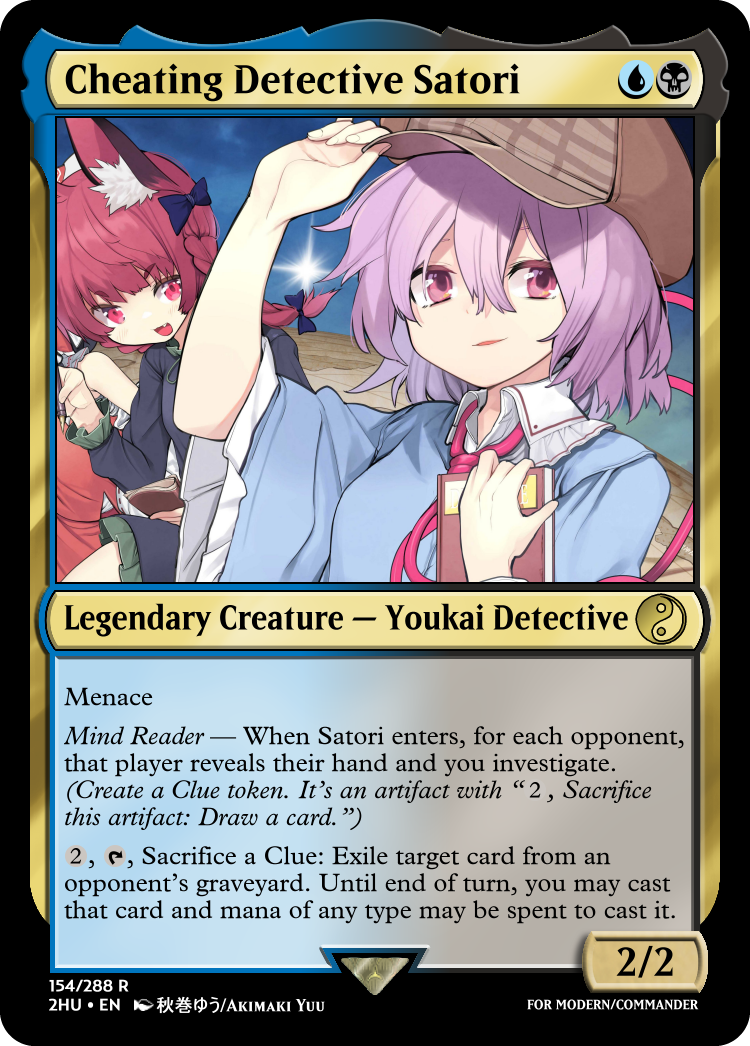 Cheating Detective Satori
Legendary Creature — Youkai Detective
Menace
Mind Reader — When Satori enters, for each opponent,
that player reveals their hand and you investigate.
(Create a Clue token. It's an artifact with “2, Sacrifice
this artifact: Draw a card.”)
2, , Sacrifice a Clue: Exile target card from an
opponent's graveyard. Until end of turn, you may cast
that card and mana of any type may be spent to cast it.
2/2
154/288 R
2HU • EN 秋巻ゆう/Akimaki Yuu
FOR MODERN/COMMANDER